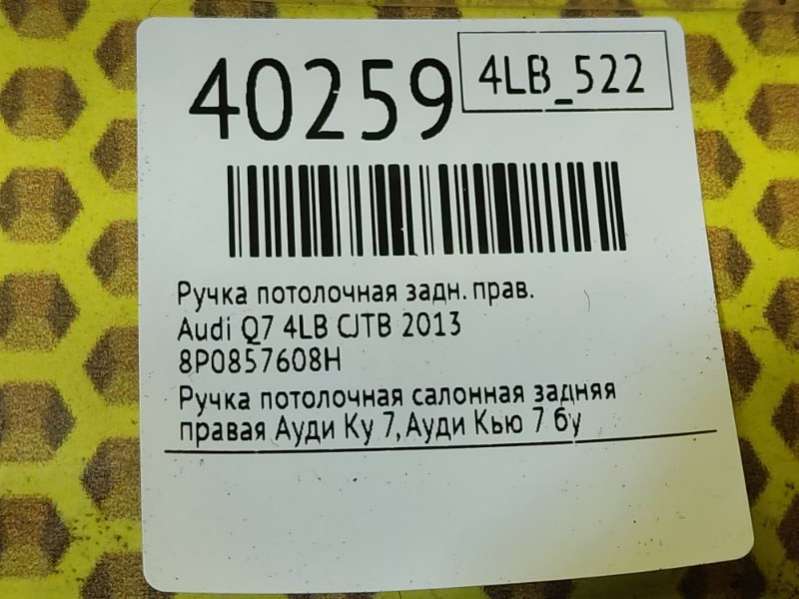 40259
4LB_522
Ручка потолочная задн. прав.
Audi Q7 4LB CJTB 2013
8P0857608H
Ручка потолочная салонная задняя
правая Ауди Ку 7,Ауди Кью 7 бу